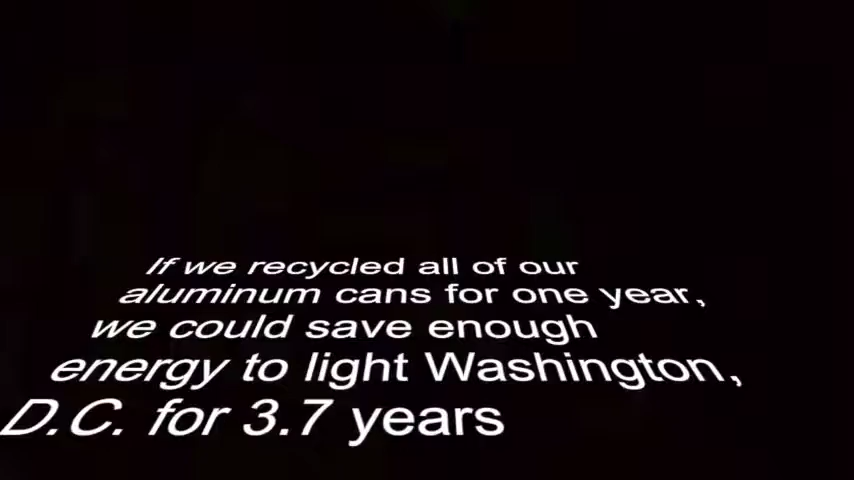 If we recycled all of our
aluminum cans for one year,
we could save enough
energy to light Washington,
D.C. for 3.7 years